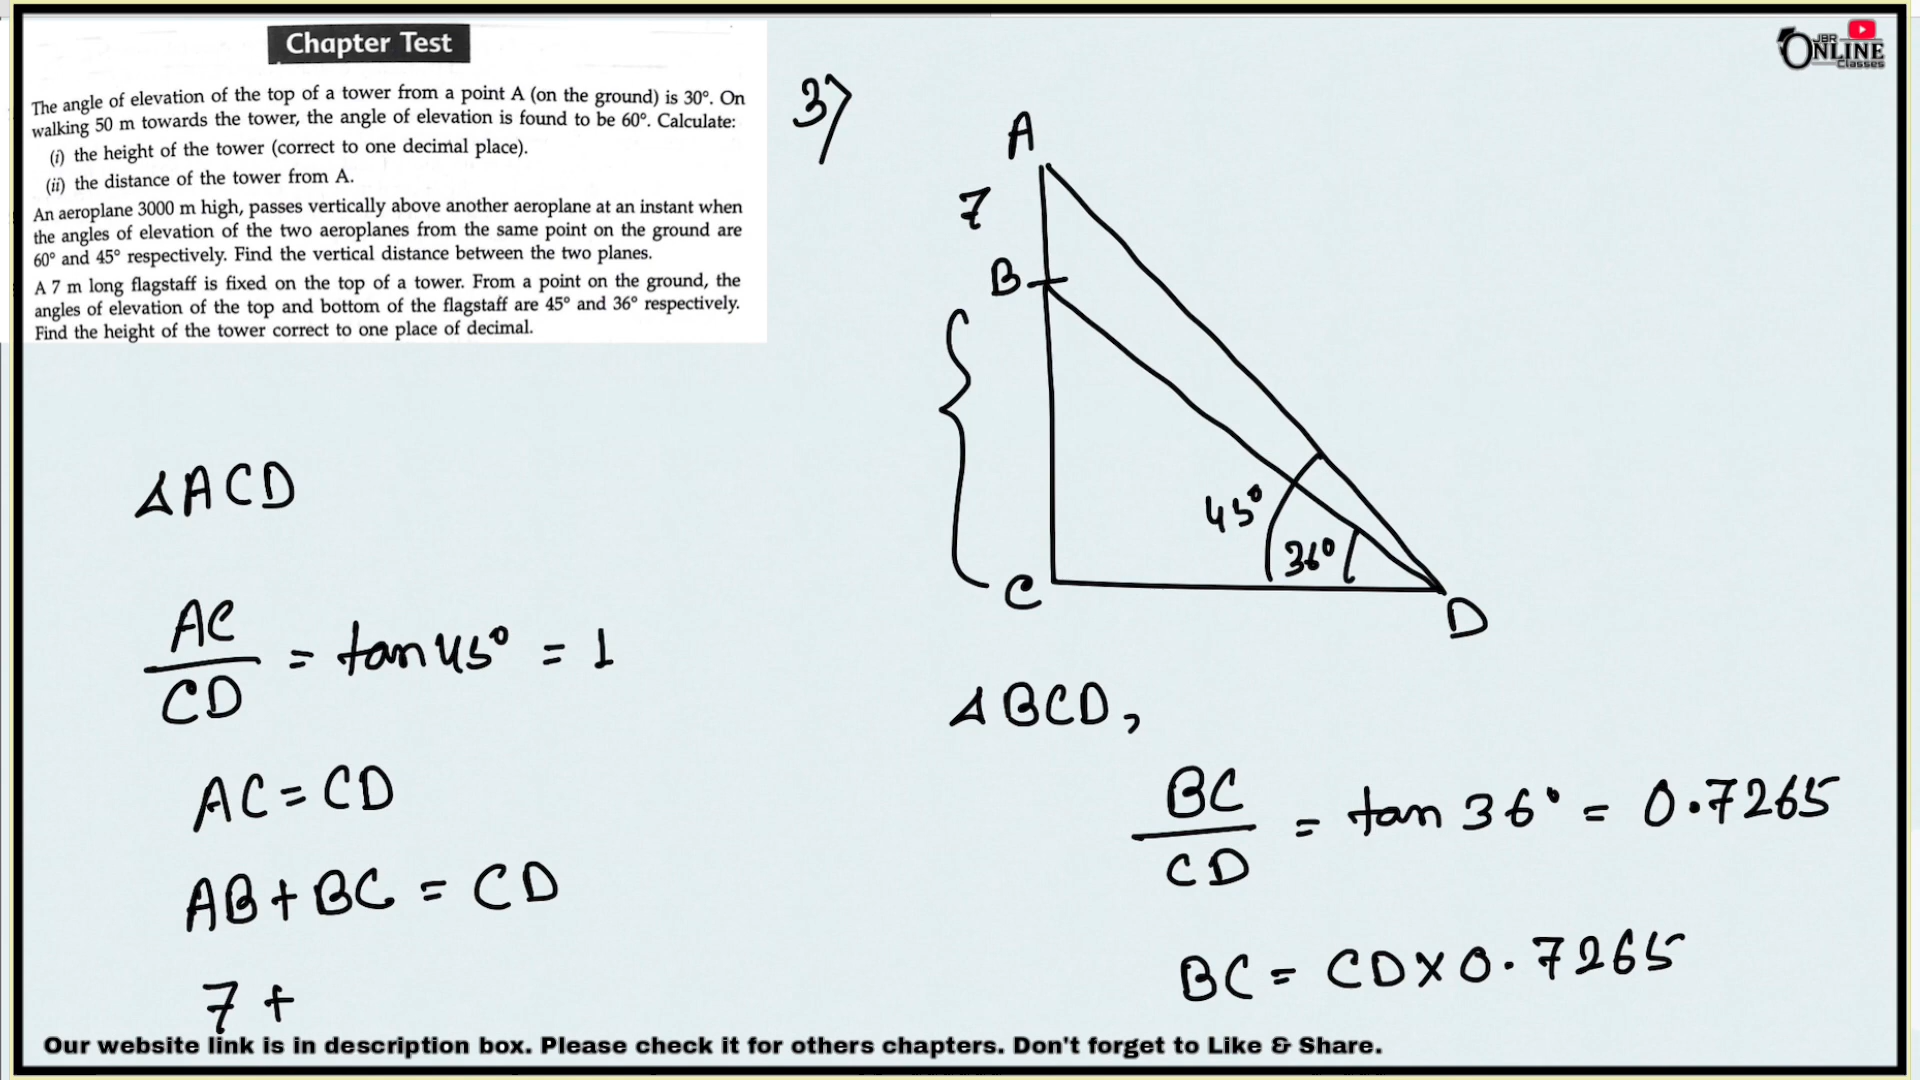 Chapter Test
The angle of elevation of the top of a tower from a point A (on the ground) is 30°. On
walking 50 m towards the tower, the angle of elevation is found to be 60°. Calculate:
(i) the height of the tower (correct to one decimal place).
(ii) the distance of the tower from A.
An aeroplane 3000 m high, passes vertically above another aeroplane at an instant when
the angles of elevation of the two aeroplanes from the same point on the ground are
60° and 45° respectively. Find the vertical distance between the two planes.
A 7 m long flagstaff is fixed on the top of a tower. From a point on the ground, the
angles of elevation of the top and bottom of the flagstaff are 45° and 36° respectively.
Find the height of the tower correct to one place of decimal.
JBR
ONLINE
Classes
3)
A
7
B
45°
36°
C
D
△ACD
AC/CD = tan 45° = 1
AC = CD
AB + BC = CD
7 +
△BCD,
BC/CD = tan 36° = 0.7265
BC = CD × 0.7265
Our website link is in description box. Please check it for others chapters. Don't forget to Like & Share.